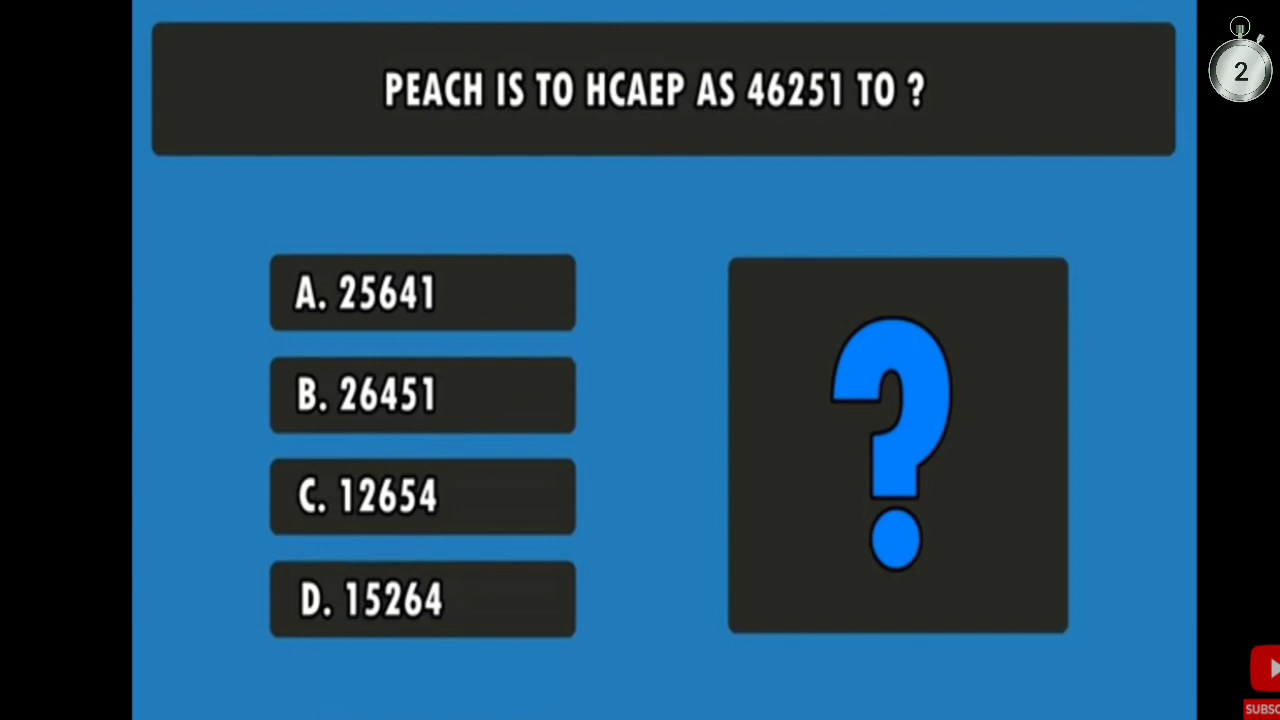 PEACH IS TO HCAEP AS 46251 TO ?
2
A. 25641
B. 26451
C. 12654
D. 15264
?